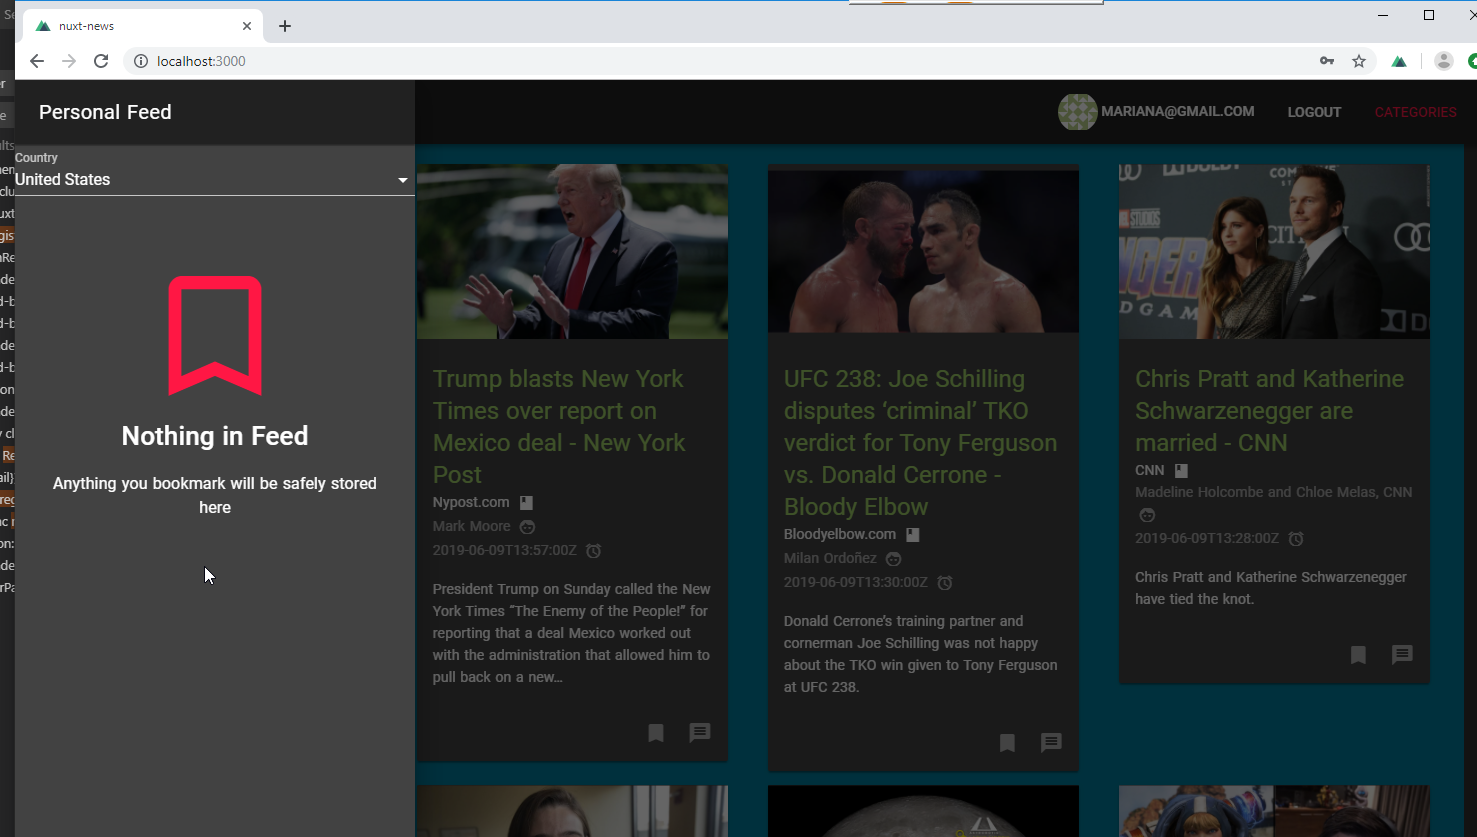 nuxt-news
localhost:3000
Personal Feed
MARIANA@GMAIL.COM
LOGOUT
CATEGORIES
Country
United States
Nothing in Feed
Anything you bookmark will be safely stored
here
Trump blasts New York
Times over report on
Mexico deal - New York
Post
Nypost.com
Mark Moore
2019-06-09T13:57:00Z
President Trump on Sunday called the New
York Times “The Enemy of the People!” for
reporting that a deal Mexico worked out
with the administration that allowed him to
pull back on a new…
UFC 238: Joe Schilling
disputes ‘criminal’ TKO
verdict for Tony Ferguson
vs. Donald Cerrone -
Bloody Elbow
Bloodyelbow.com
Milan Ordoñez
2019-06-09T13:30:00Z
Donald Cerrone’s training partner and
cornerman Joe Schilling was not happy
about the TKO win given to Tony Ferguson
at UFC 238.
STUDIOS
Chris Pratt and Katherine
Schwarzenegger are
married - CNN
CNN
Madeline Holcombe and Chloe Melas, CNN
2019-06-09T13:28:00Z
Chris Pratt and Katherine Schwarzenegger
have tied the knot.